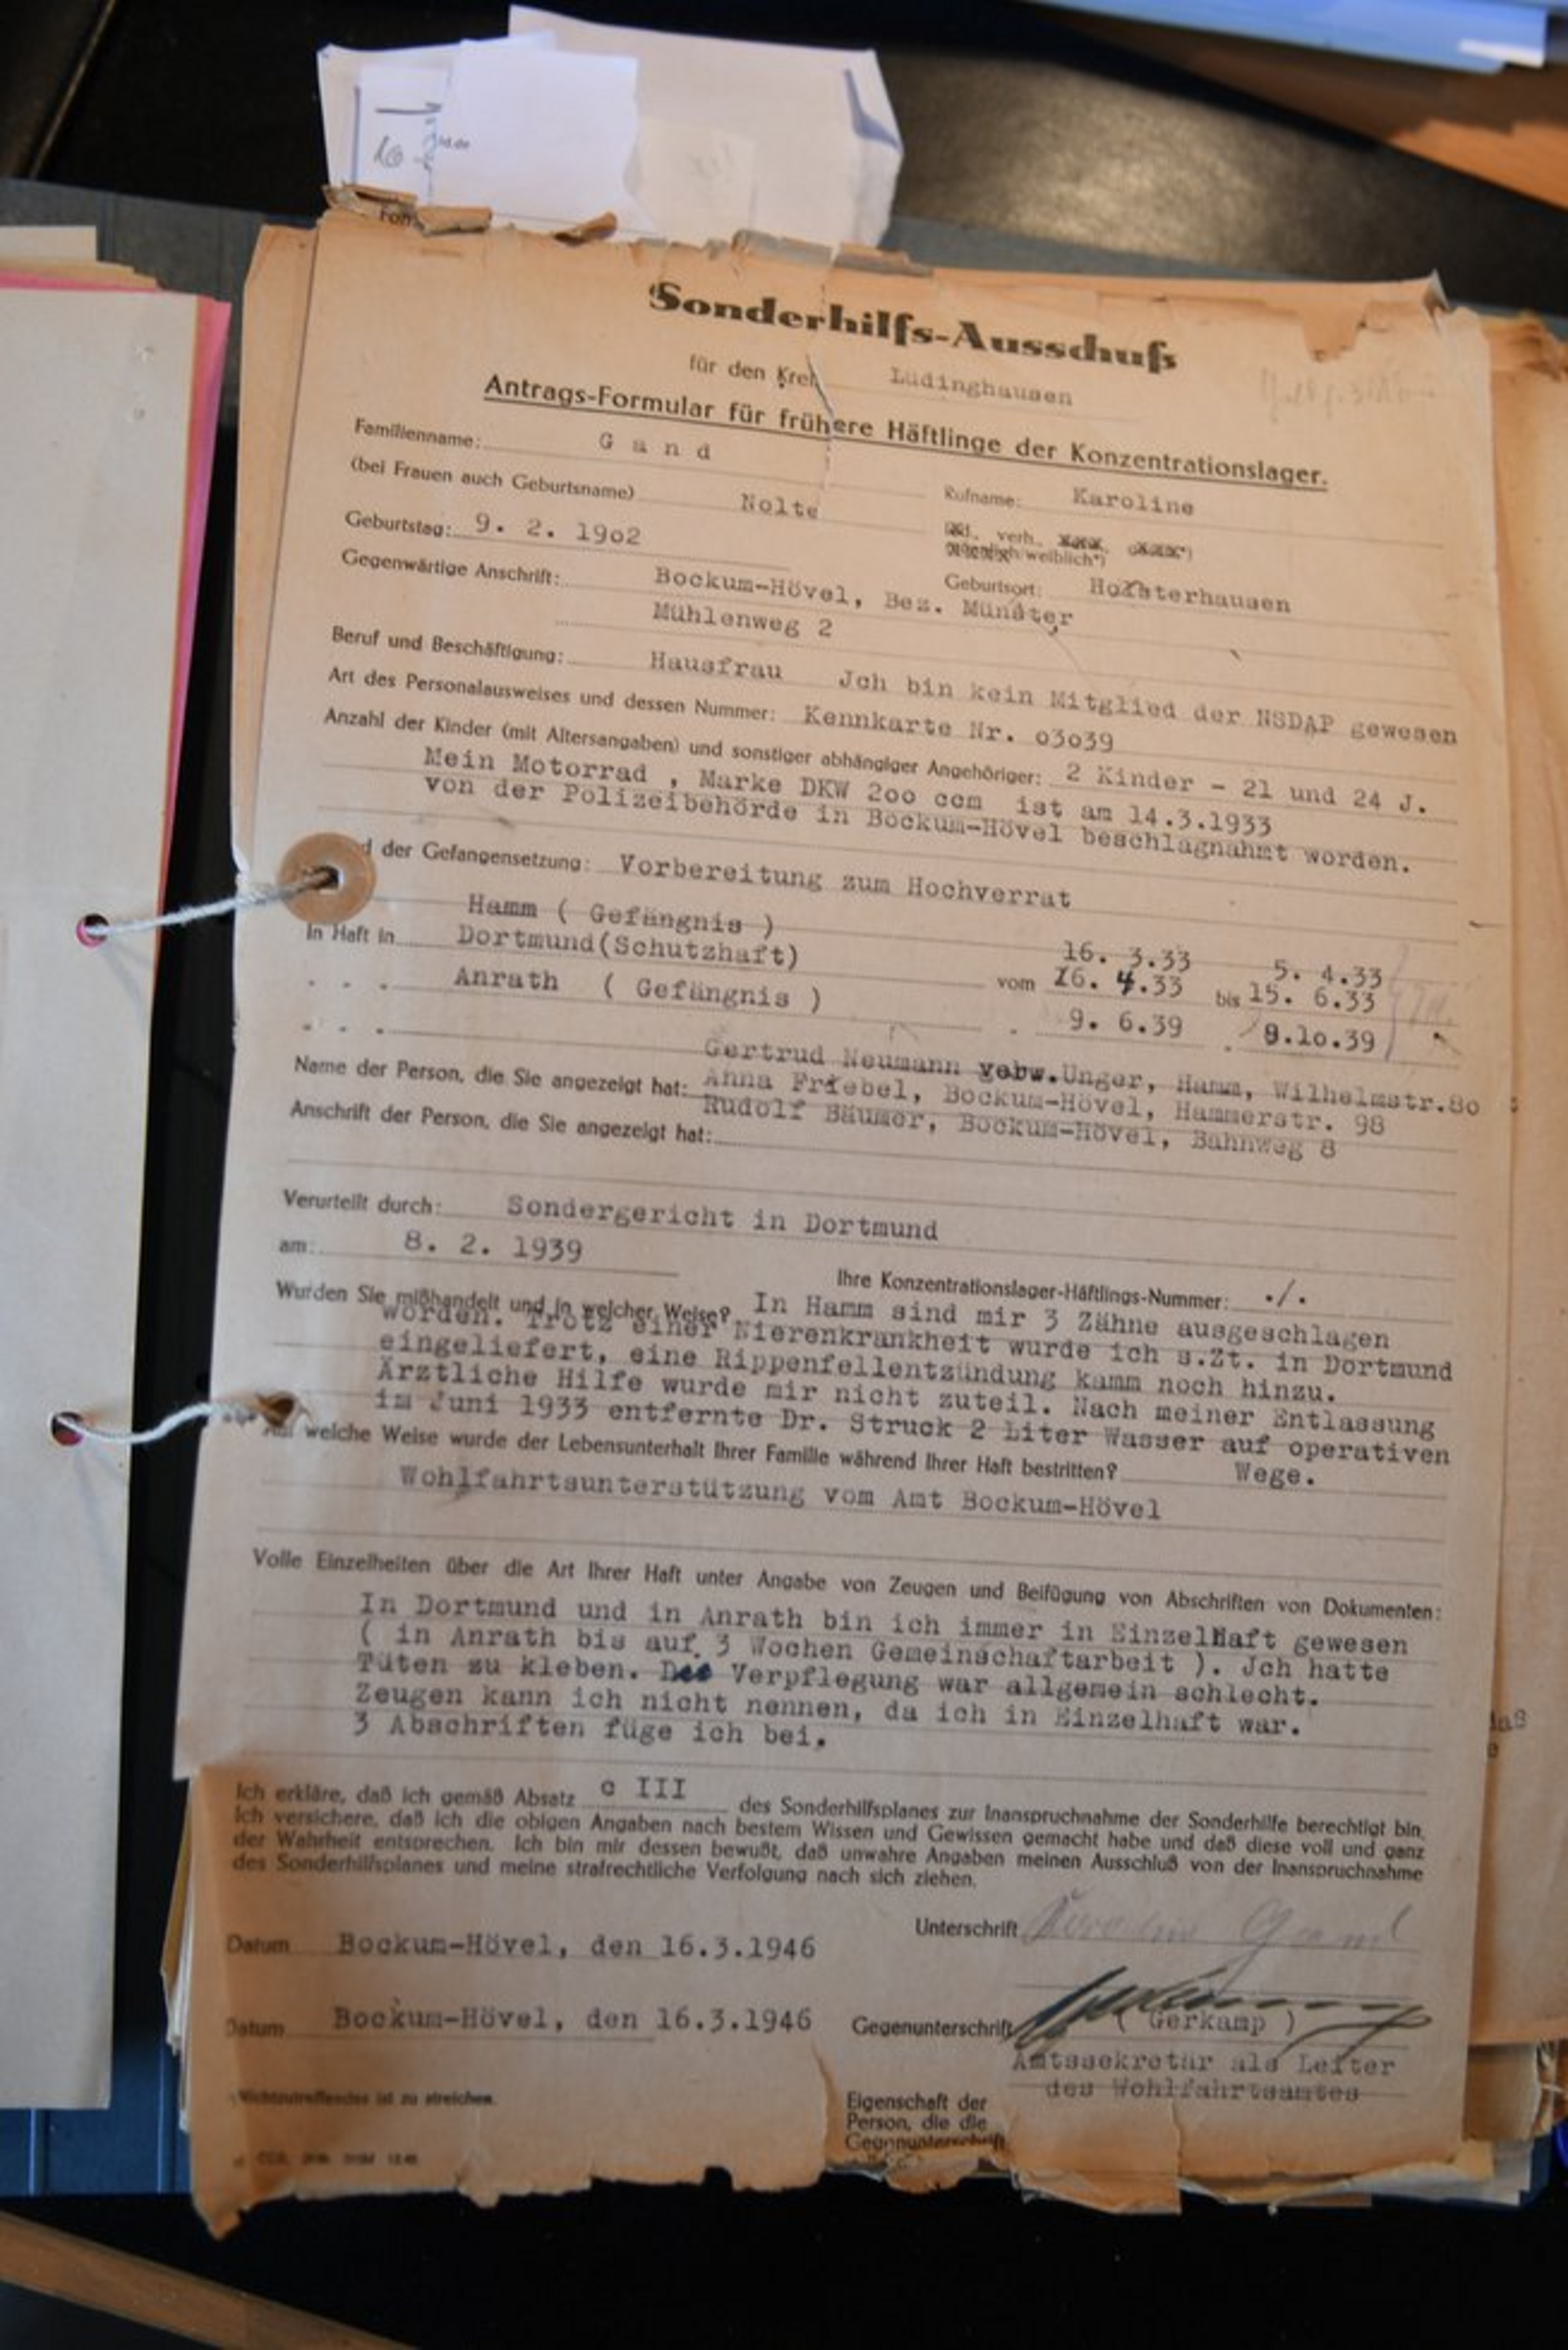 Sonderhilfs-Ausschuß
für den Kreis Lüdinghausen
Antrags-Formular für frühere Häftlinge der Konzentrationslager.
Familienname: G a n d
(bei Frauen auch Geburtsname) Nolte
Rufname: Karoline
Geburtstag: 9. 2. 19o2
verh.
weiblich*)
Gegenwärtige Anschrift: Bockum-Hövel, Bez. Münster,
Geburtsort: Holsterhausen
Mühlenweg 2
Beruf und Beschäftigung: Hausfrau Jch bin kein Mitglied der NSDAP gewesen
Art des Personalausweises und dessen Nummer: Kennkarte Nr. o3o39
Anzahl der Kinder (mit Altersangaben) und sonstiger abhängiger Angehöriger: 2 Kinder - 21 und 24 J.
Mein Motorrad , Marke DKW 2oo ccm ist am 14.3.1933
von der Polizeibehörde in Bockum-Hövel beschlagnahmt worden.
d der Gefangensetzung: Vorbereitung zum Hochverrat
Hamm ( Gefängnis ) 16. 3.33 5. 4.33
In Haft in Dortmund(Schutzhaft) vom 16. 4.33 bis 15. 6.33
. . . Anrath ( Gefängnis ) . 9. 6.39 . 8.10.39
. . .
Gertrud Neumann Unger, Hamm, Wilhelmstr.8o
Name der Person, die Sie angezeigt hat: Anna Friebel, Bockum-Hövel, Hammerstr. 98
Rudolf Bäumer, Bockum-Hövel, Bahnweg 8
Anschrift der Person, die Sie angezeigt hat:
Verurteilt durch: Sondergericht in Dortmund
am: 8. 2. 1939
Ihre Konzentrationslager-Häftlings-Nummer: ./.
Wurden Sie mißhandelt und in welcher Weise? In Hamm sind mir 3 Zähne ausgeschlagen
worden. Trotz einer Nierenkrankheit wurde ich s.Zt. in Dortmund
eingeliefert, eine Rippenfellentzündung kamm noch hinzu.
Ärztliche Hilfe wurde mir nicht zuteil. Nach meiner Entlassung
im Juni 1933 entfernte Dr. Struck 2 Liter Wasser auf operativen
Auf welche Weise wurde der Lebensunterhalt Ihrer Familie während Ihrer Haft bestritten? Wege.
Wohlfahrtsunterstützung vom Amt Bockum-Hövel
Volle Einzelheiten über die Art Ihrer Haft unter Angabe von Zeugen und Beifügung von Abschriften von Dokumenten:
In Dortmund und in Anrath bin ich immer in Einzelhaft gewesen
( in Anrath bis auf 3 Wochen Gemeinschaftarbeit ). Jch hatte
Tüten zu kleben. Die Verpflegung war allgemein schlecht.
Zeugen kann ich nicht nennen, da ich in Einzelhaft war.
3 Abschriften füge ich bei.
Ich erkläre, daß ich gemäß Absatz c III des Sonderhilfsplanes zur Inanspruchnahme der Sonderhilfe berechtigt bin.
Ich versichere, daß ich die obigen Angaben nach bestem Wissen und Gewissen gemacht habe und daß diese voll und ganz
der Wahrheit entsprechen. Ich bin mir dessen bewußt, daß unwahre Angaben meinen Ausschluß von der Inanspruchnahme
des Sonderhilfsplanes und meine strafrechtliche Verfolgung nach sich ziehen.
Unterschrift Karoline Gand
Datum Bockum-Hövel, den 16.3.1946
Datum Bockum-Hövel, den 16.3.1946
Gegenunterschrift ( Gerkamp )
Amtssekretär als Leiter
des Wohlfahrtsamtes
*) Nichtzutreffendes ist zu streichen.
Eigenschaft der
Person, die die
Gegenunterschrift